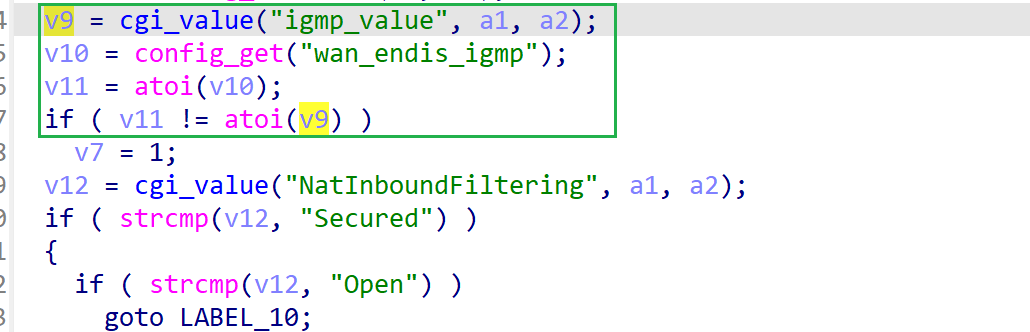 4 v9 = cgi_value("igmp_value", a1, a2);
5 v10 = config_get("wan_endis_igmp");
6 v11 = atoi(v10);
7 if ( v11 != atoi(v9) )
8 v7 = 1;
9 v12 = cgi_value("NatInboundFiltering", a1, a2);
0 if ( strcmp(v12, "Secured") )
1 {
2 if ( strcmp(v12, "Open") )
3 goto LABEL_10;